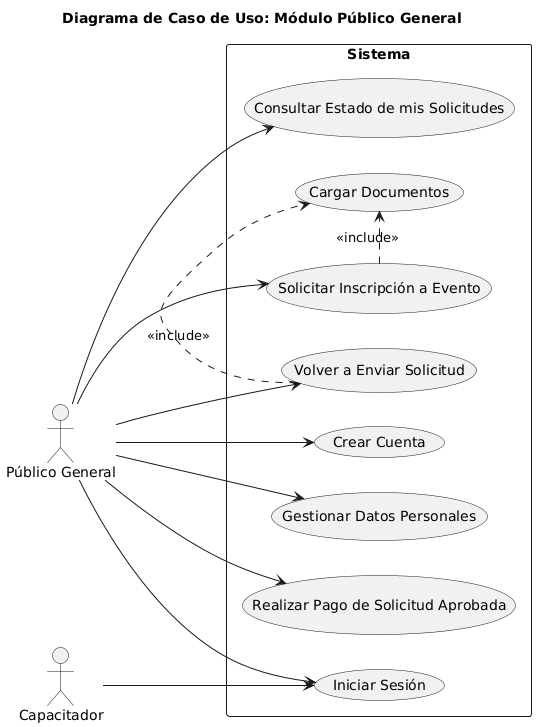 Diagrama de Caso de Uso: Módulo Público General
Sistema
Consultar Estado de mis Solicitudes
Cargar Documentos
«include»
Solicitar Inscripción a Evento
«include»
Volver a Enviar Solicitud
Crear Cuenta
Público General
Gestionar Datos Personales
Realizar Pago de Solicitud Aprobada
Iniciar Sesión
Capacitador